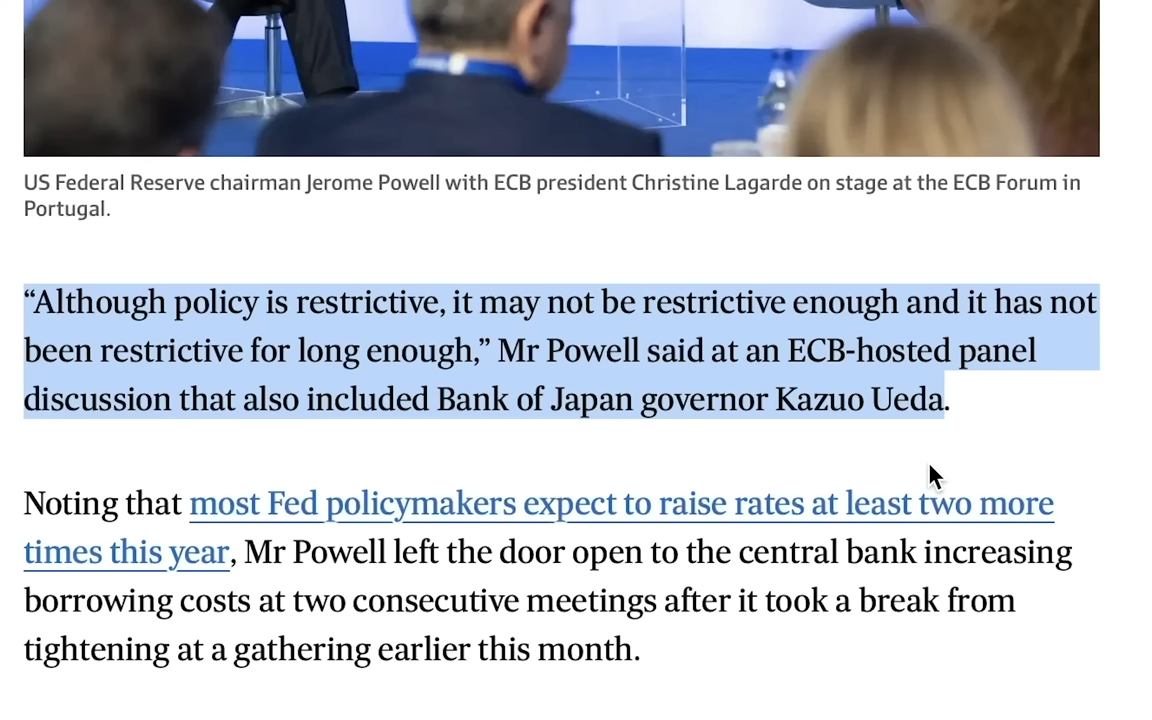 US Federal Reserve chairman Jerome Powell with ECB president Christine Lagarde on stage at the ECB Forum in
Portugal.
“Although policy is restrictive, it may not be restrictive enough and it has not
been restrictive for long enough,” Mr Powell said at an ECB-hosted panel
discussion that also included Bank of Japan governor Kazuo Ueda.
Noting that most Fed policymakers expect to raise rates at least two more
times this year, Mr Powell left the door open to the central bank increasing
borrowing costs at two consecutive meetings after it took a break from
tightening at a gathering earlier this month.